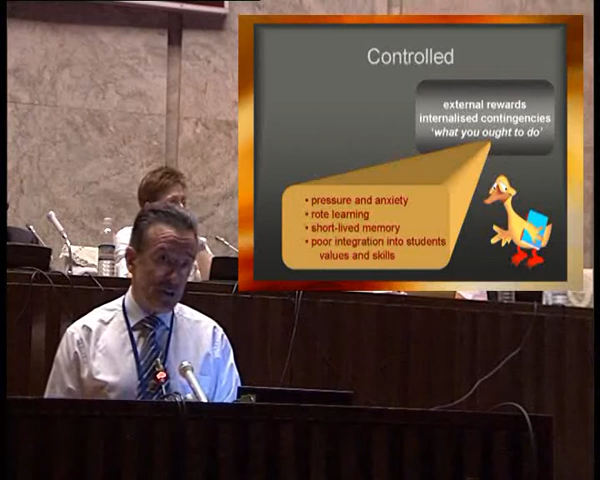 Controlled
external rewards
internalised contingencies
'what you ought to do'
• pressure and anxiety
• rote learning
• short-lived memory
• poor integration into students
values and skills